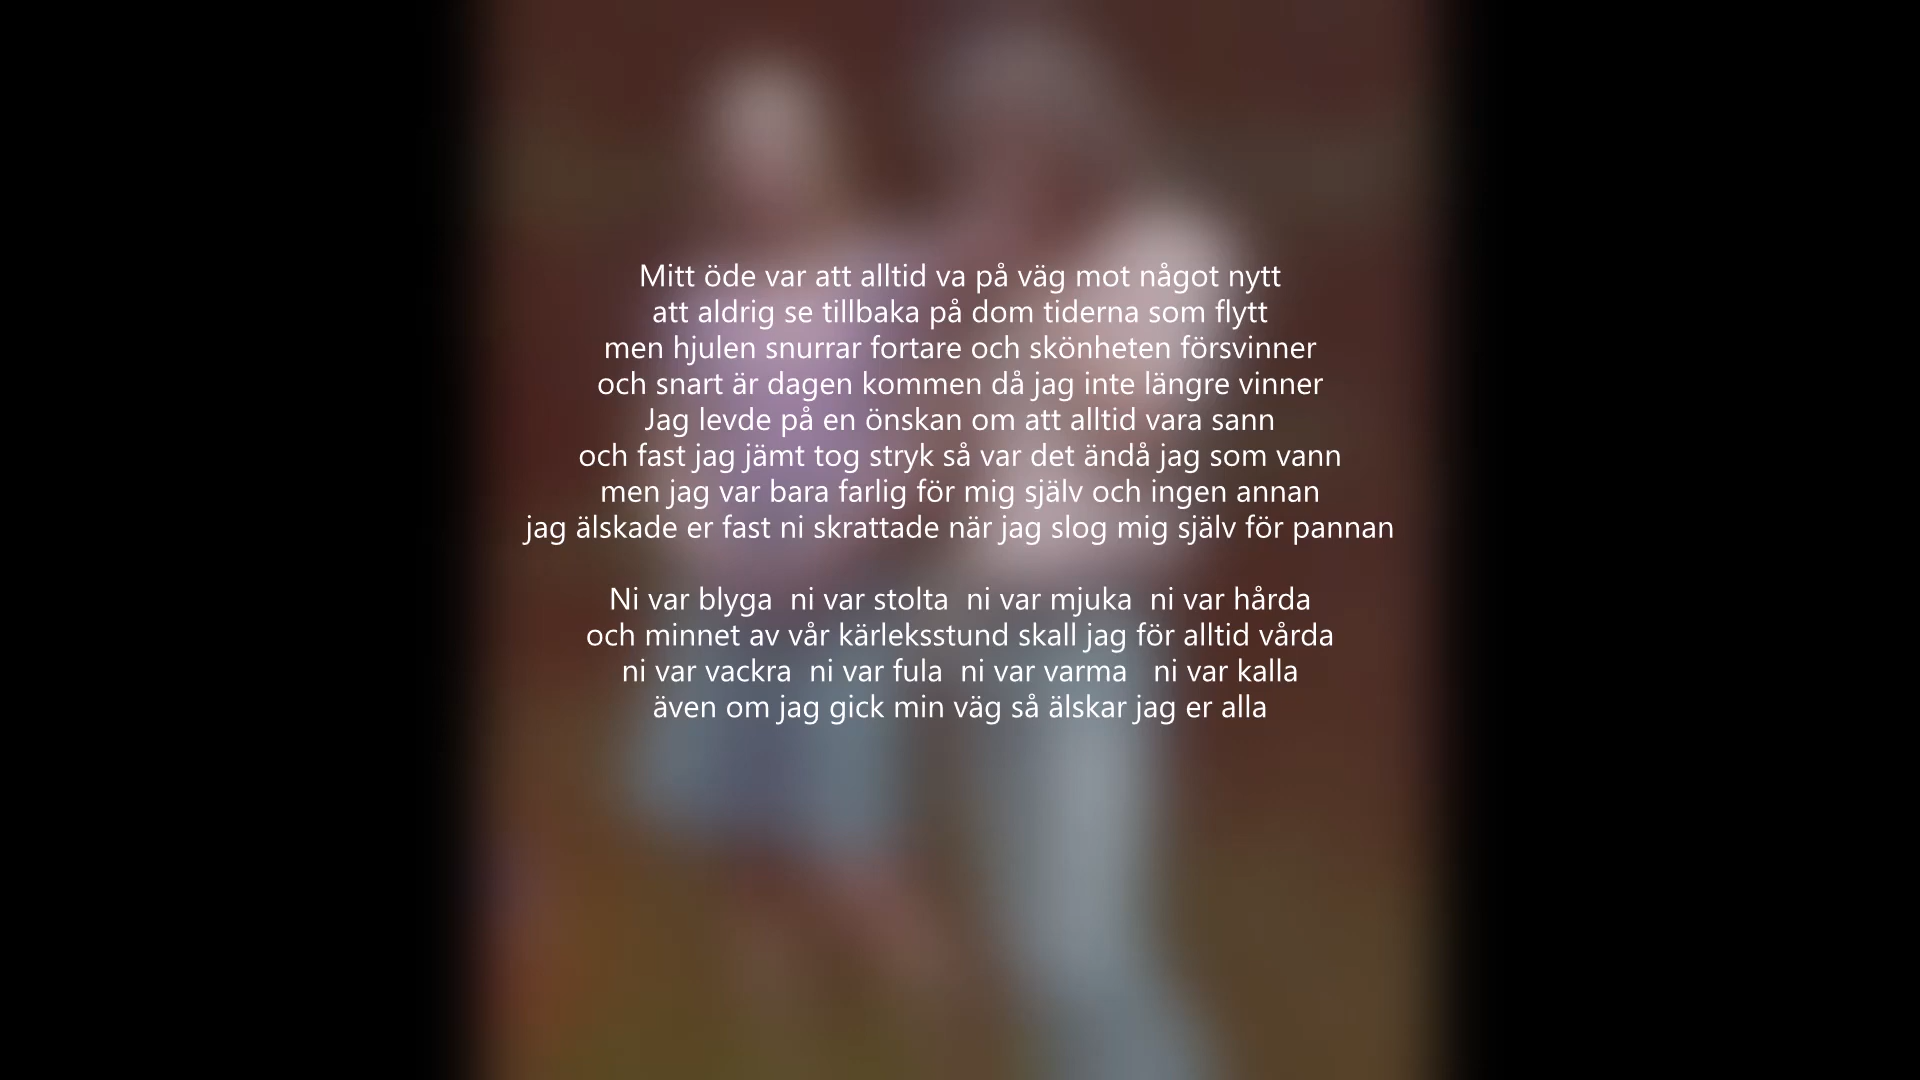 Mitt öde var att alltid va på väg mot något nytt
att aldrig se tillbaka på dom tiderna som flytt
men hjulen snurrar fortare och skönheten försvinner
och snart är dagen kommen då jag inte längre vinner
Jag levde på en önskan om att alltid vara sann
och fast jag jämt tog stryk så var det ändå jag som vann
men jag var bara farlig för mig själv och ingen annan
jag älskade er fast ni skrattade när jag slog mig själv för pannan
Ni var blyga  ni var stolta  ni var mjuka  ni var hårda
och minnet av vår kärleksstund skall jag för alltid vårda
ni var vackra  ni var fula  ni var varma   ni var kalla
även om jag gick min väg så älskar jag er alla